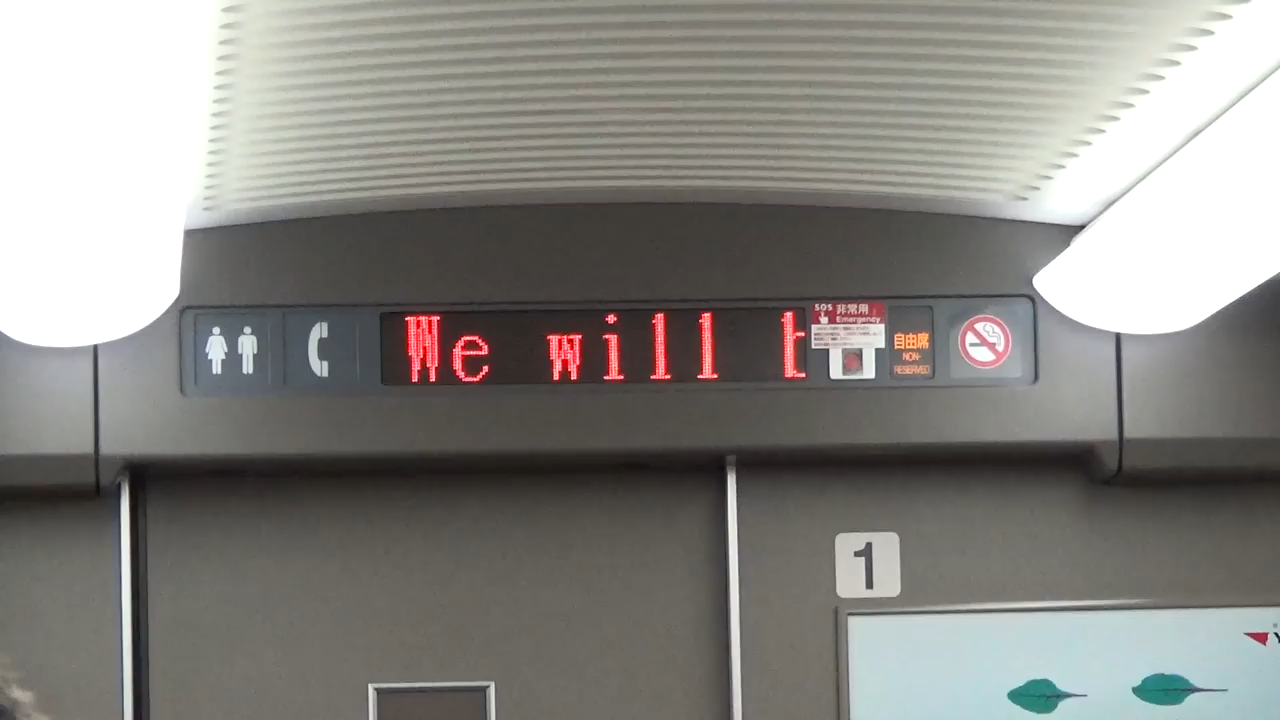 We will b
SOS 非常用
Emergency
自由席
NON-
RESERVED
1